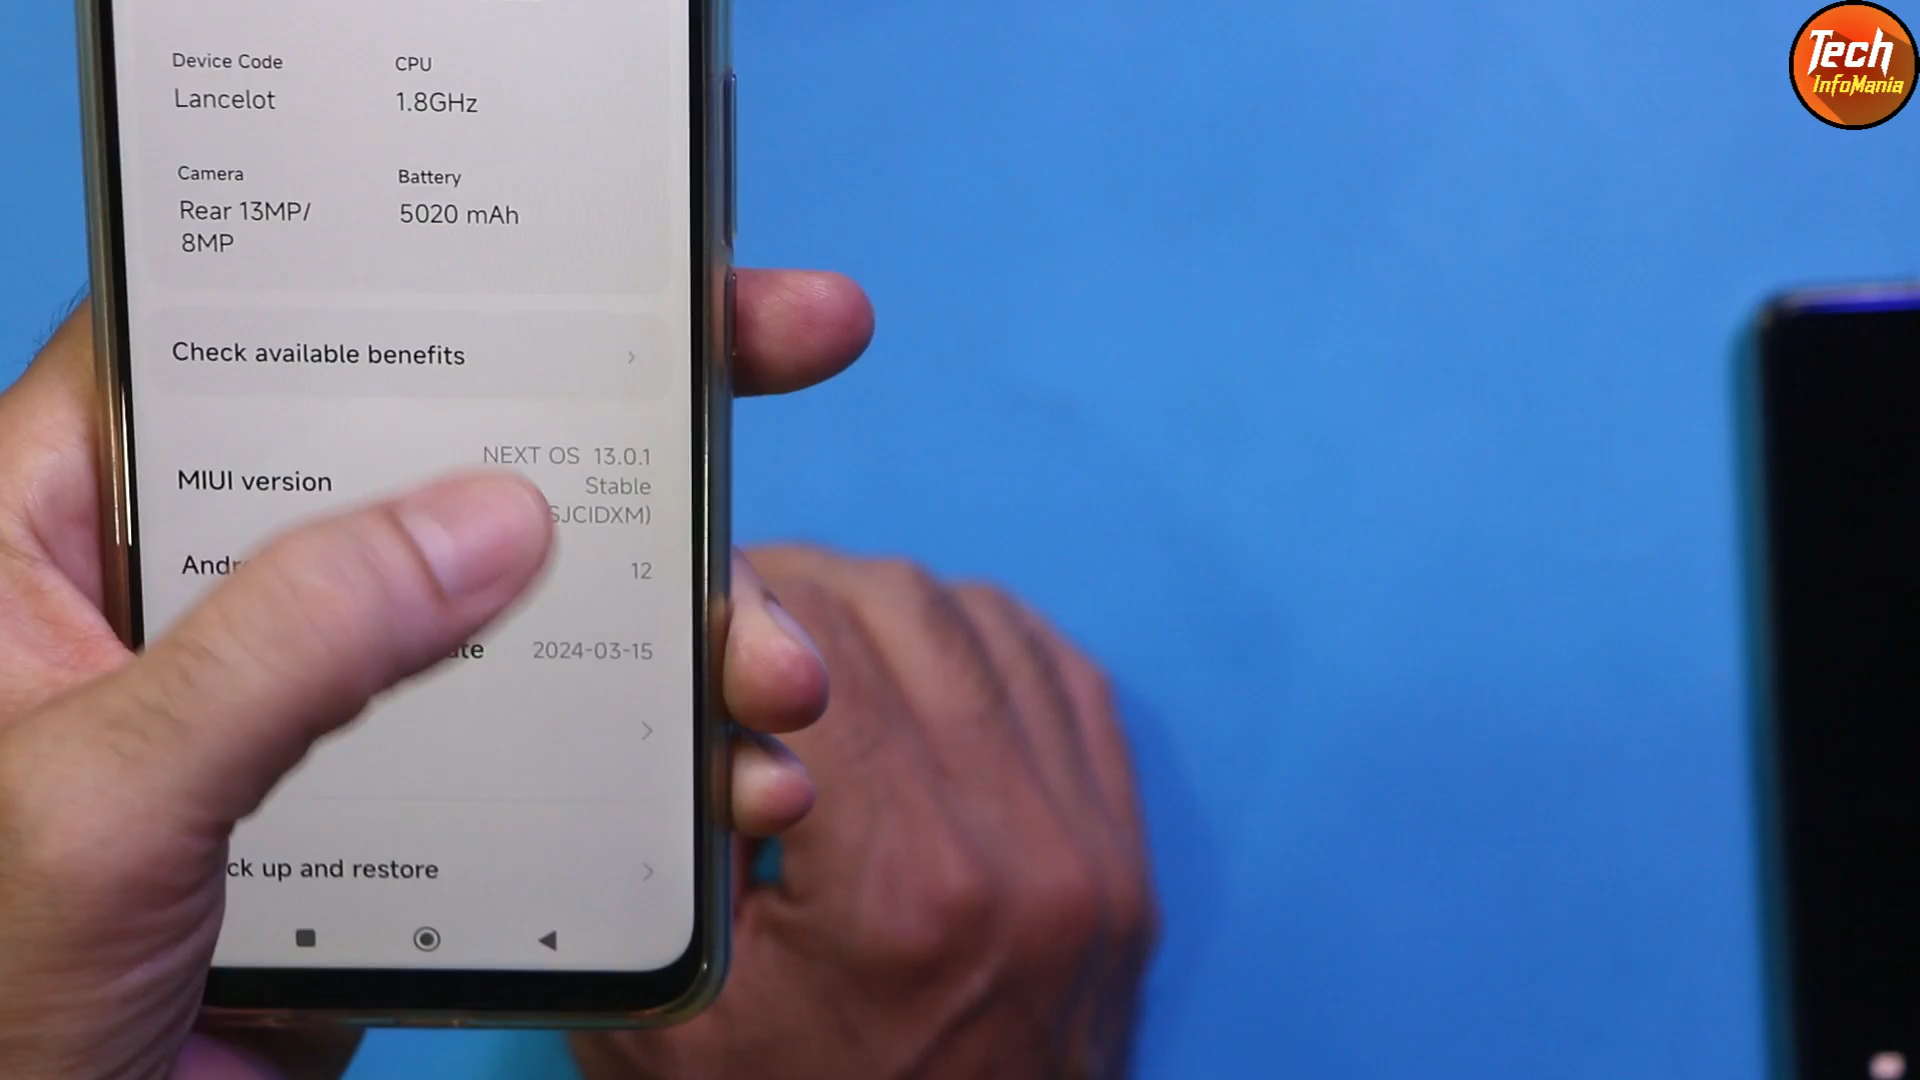 Tech
InfoMania
Device Code
Lancelot
CPU
1.8GHz
Camera
Rear 13MP/
8MP
Battery
5020 mAh
Check available benefits
MIUI version
NEXT OS 13.0.1
Stable
SJCIDXM)
12
2024-03-15
up and restore